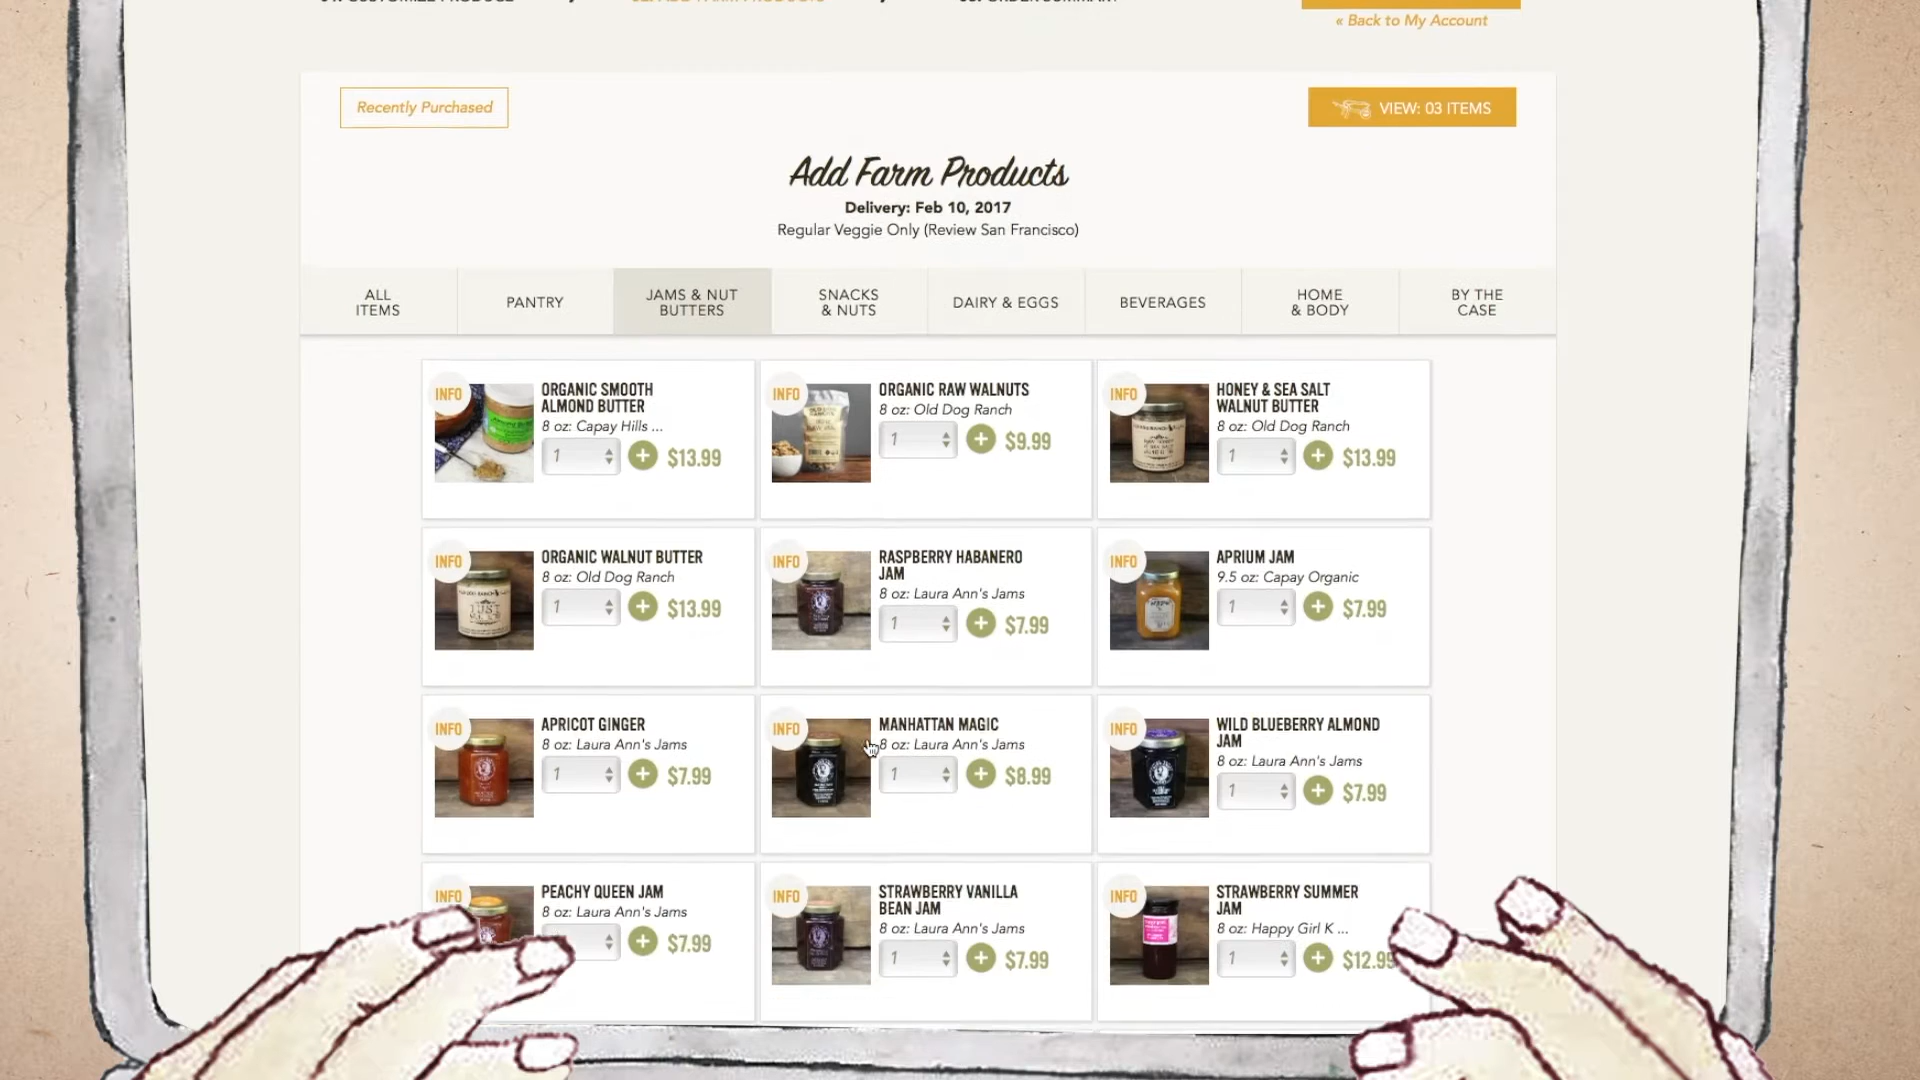 « Back to My Account
Recently Purchased
VIEW: 03 ITEMS
Add Farm Products
Delivery: Feb 10, 2017
Regular Veggie Only (Review San Francisco)
ALL
ITEMS
PANTRY
JAMS & NUT
BUTTERS
SNACKS
& NUTS
DAIRY & EGGS
BEVERAGES
HOME
& BODY
BY THE
CASE
INFO
ORGANIC SMOOTH
ALMOND BUTTER
8 oz: Capay Hills ...
1
$13.99
INFO
ORGANIC RAW WALNUTS
8 oz: Old Dog Ranch
1
$9.99
INFO
HONEY & SEA SALT
WALNUT BUTTER
8 oz: Old Dog Ranch
1
$13.99
INFO
ORGANIC WALNUT BUTTER
8 oz: Old Dog Ranch
1
$13.99
INFO
RASPBERRY HABANERO
JAM
8 oz: Laura Ann's Jams
1
$7.99
INFO
APRIUM JAM
9.5 oz: Capay Organic
1
$7.99
INFO
APRICOT GINGER
8 oz: Laura Ann's Jams
1
$7.99
INFO
MANHATTAN MAGIC
8 oz: Laura Ann's Jams
1
$8.99
INFO
WILD BLUEBERRY ALMOND
JAM
8 oz: Laura Ann's Jams
1
$7.99
INFO
PEACHY QUEEN JAM
8 oz: Laura Ann's Jams
$7.99
INFO
STRAWBERRY VANILLA
BEAN JAM
8 oz: Laura Ann's Jams
1
$7.99
INFO
STRAWBERRY SUMMER
JAM
8 oz: Happy Girl K ...
1
$12.99